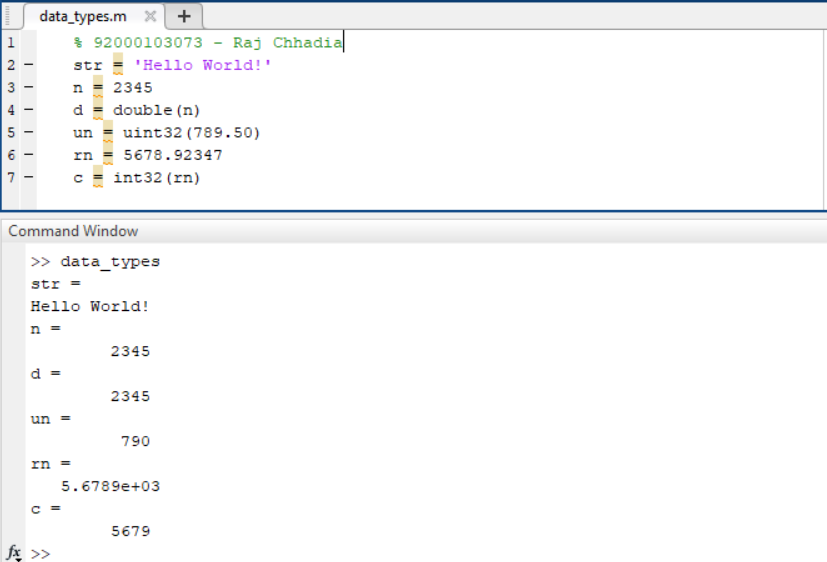 data_types.m × +
1 % 92000103073 - Raj Chhadia
2 - str = 'Hello World!'
3 - n = 2345
4 - d = double(n)
5 - un = uint32(789.50)
6 - rn = 5678.92347
7 - c = int32(rn)
Command Window
>> data_types
str =
Hello World!
n =
2345
d =
2345
un =
790
rn =
5.6789e+03
c =
5679
fx >>